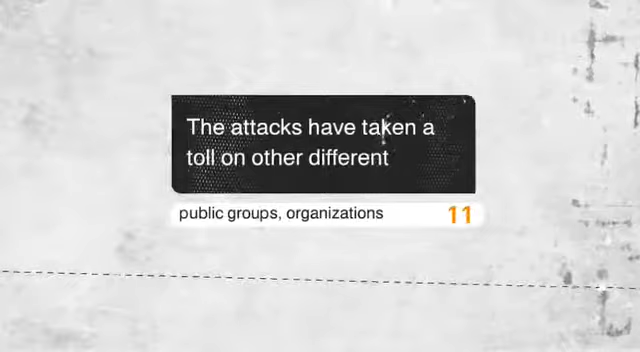 The attacks have taken a
toll on other different
public groups, organizations 11